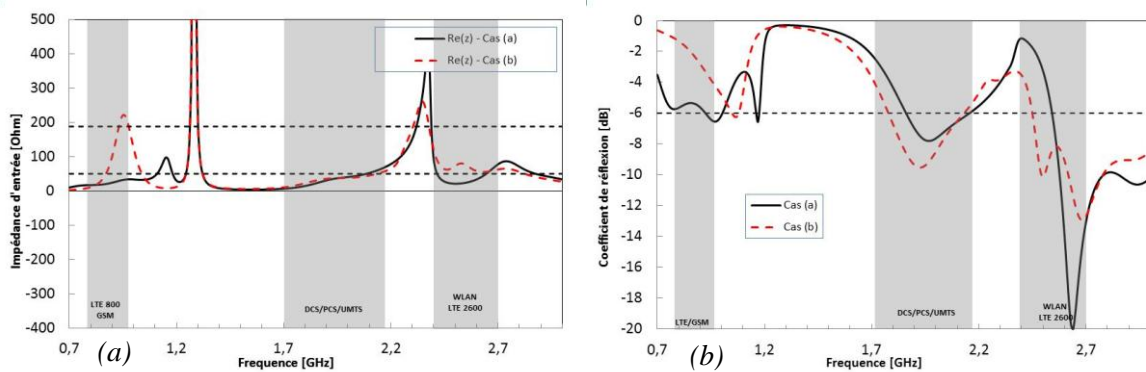 Impédance d'entrée [Ohm]
500
400
300
200
100
0
-100
-200
-300
-400
Re(z) - Cas (a)
Re(z) - Cas (b)
LTE 800
GSM
DCS/PCS/UMTS
WLAN
LTE 2600
0,7
1,2
1,7
2,2
2,7
(a)
Frequence [GHz]
Coefficient de réflexion [dB]
0
-2
-4
-6
-8
-10
-12
-14
-16
-18
-20
Cas (a)
Cas (b)
LTE/GSM
DCS/PCS/UMTS
WLAN
LTE 2600
0,7
1,2
1,7
2,2
2,7
(b)
Frequence [GHz]